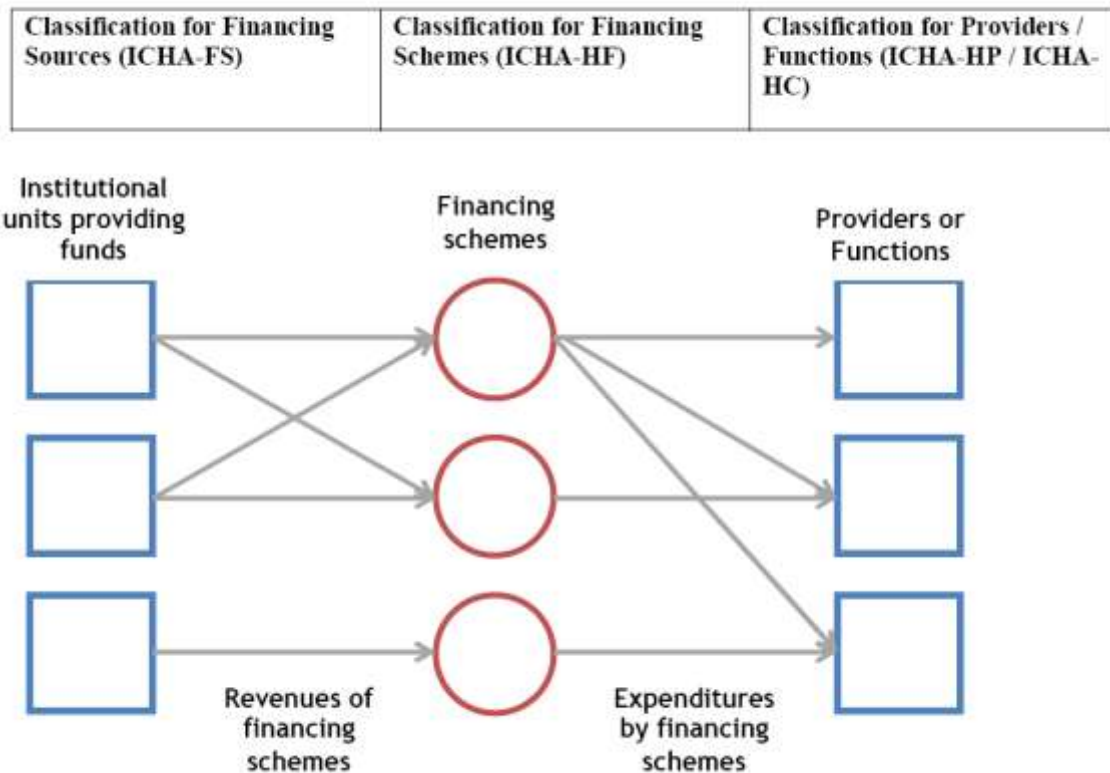 Classification for Financing
Sources (ICHA-FS)
Classification for Financing
Schemes (ICHA-HF)
Classification for Providers /
Functions (ICHA-HP / ICHA-
HC)
Institutional
units providing
funds
Financing
schemes
Providers or
Functions
Revenues of
financing
schemes
Expenditures
by financing
schemes